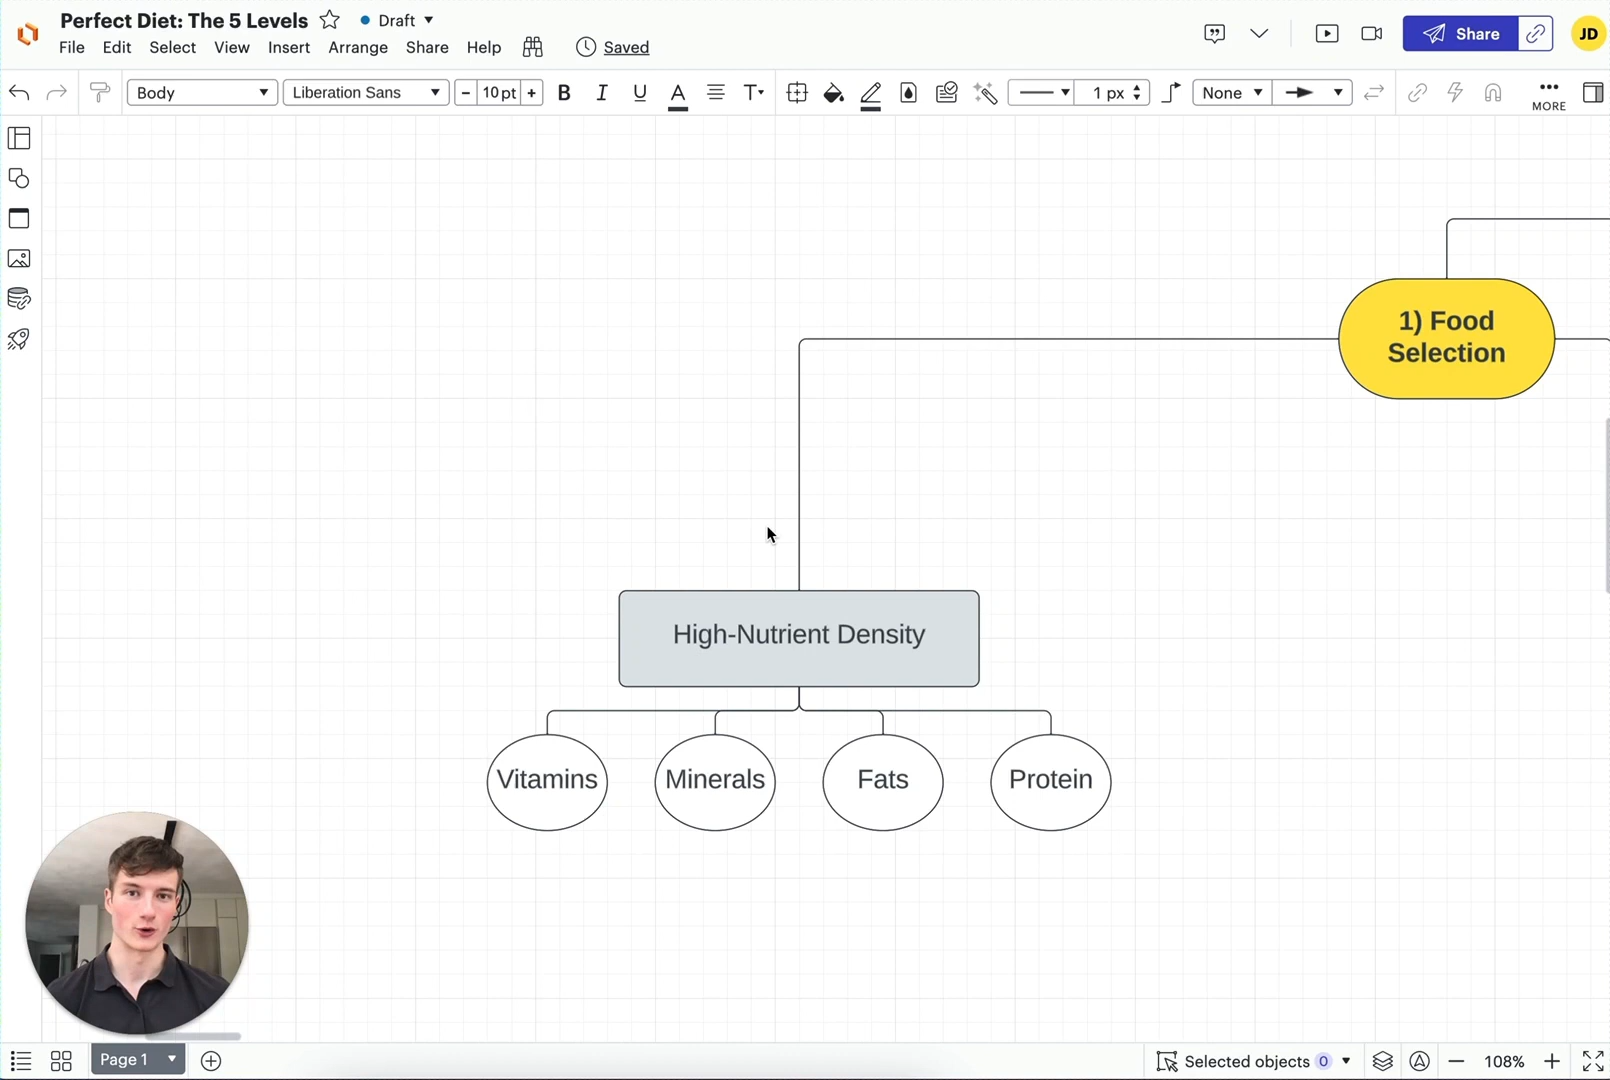 Perfect Diet: The 5 Levels
Draft
File Edit Select View Insert Arrange Share Help Saved
Share
JD
Body
Liberation Sans
- 10 pt +
B I U A T
1 px
None
MORE
1) Food
Selection
High-Nutrient Density
Vitamins
Minerals
Fats
Protein
Page 1
Selected objects 0
108%